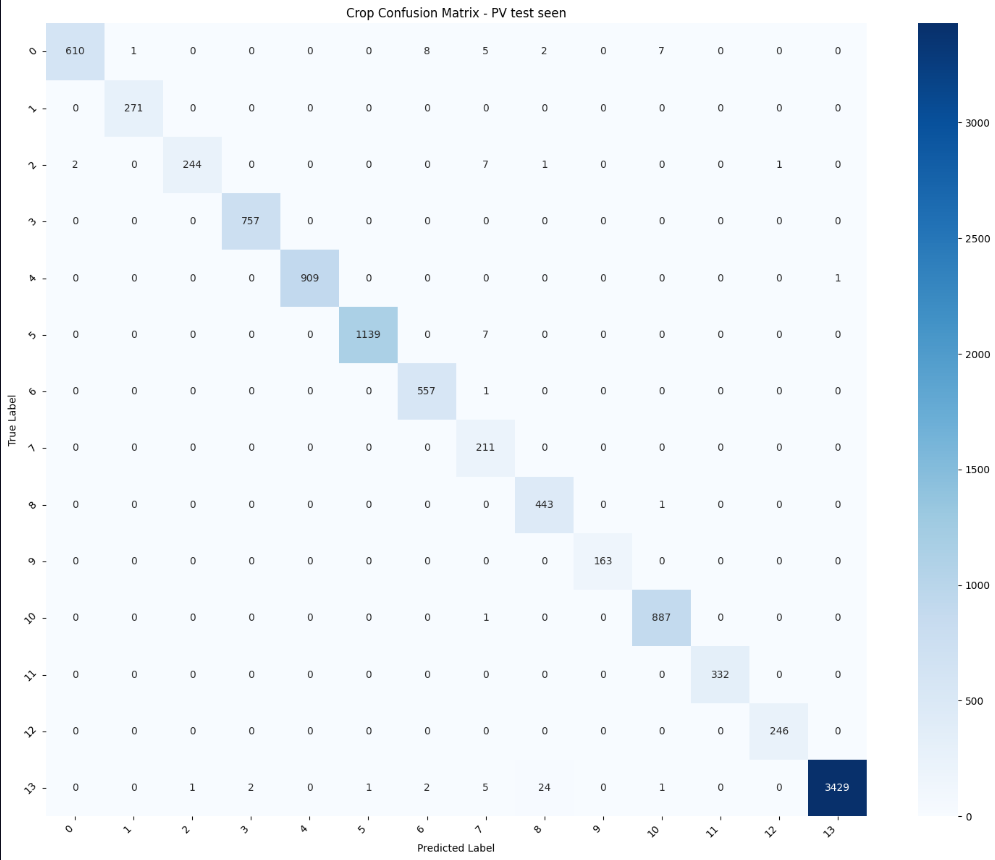 Crop Confusion Matrix - PV test seen
0 610 1 0 0 0 0 8 5 2 0 7 0 0 0
1 0 271 0 0 0 0 0 0 0 0 0 0 0 0
3000
2 2 0 244 0 0 0 0 7 1 0 0 0 1 0
2500
3 0 0 0 757 0 0 0 0 0 0 0 0 0 0
4 0 0 0 0 909 0 0 0 0 0 0 0 0 1
5 0 0 0 0 0 1139 0 7 0 0 0 0 0 0
2000
6 0 0 0 0 0 0 557 1 0 0 0 0 0 0
True Label
7 0 0 0 0 0 0 0 211 0 0 0 0 0 0
1500
8 0 0 0 0 0 0 0 0 443 0 1 0 0 0
9 0 0 0 0 0 0 0 0 0 163 0 0 0 0
1000
10 0 0 0 0 0 0 0 1 0 0 887 0 0 0
11 0 0 0 0 0 0 0 0 0 0 0 332 0 0
500
12 0 0 0 0 0 0 0 0 0 0 0 0 246 0
13 0 0 1 2 0 1 2 5 24 0 1 0 0 3429
0
0 1 2 3 4 5 6 7 8 9 10 11 12 13
Predicted Label